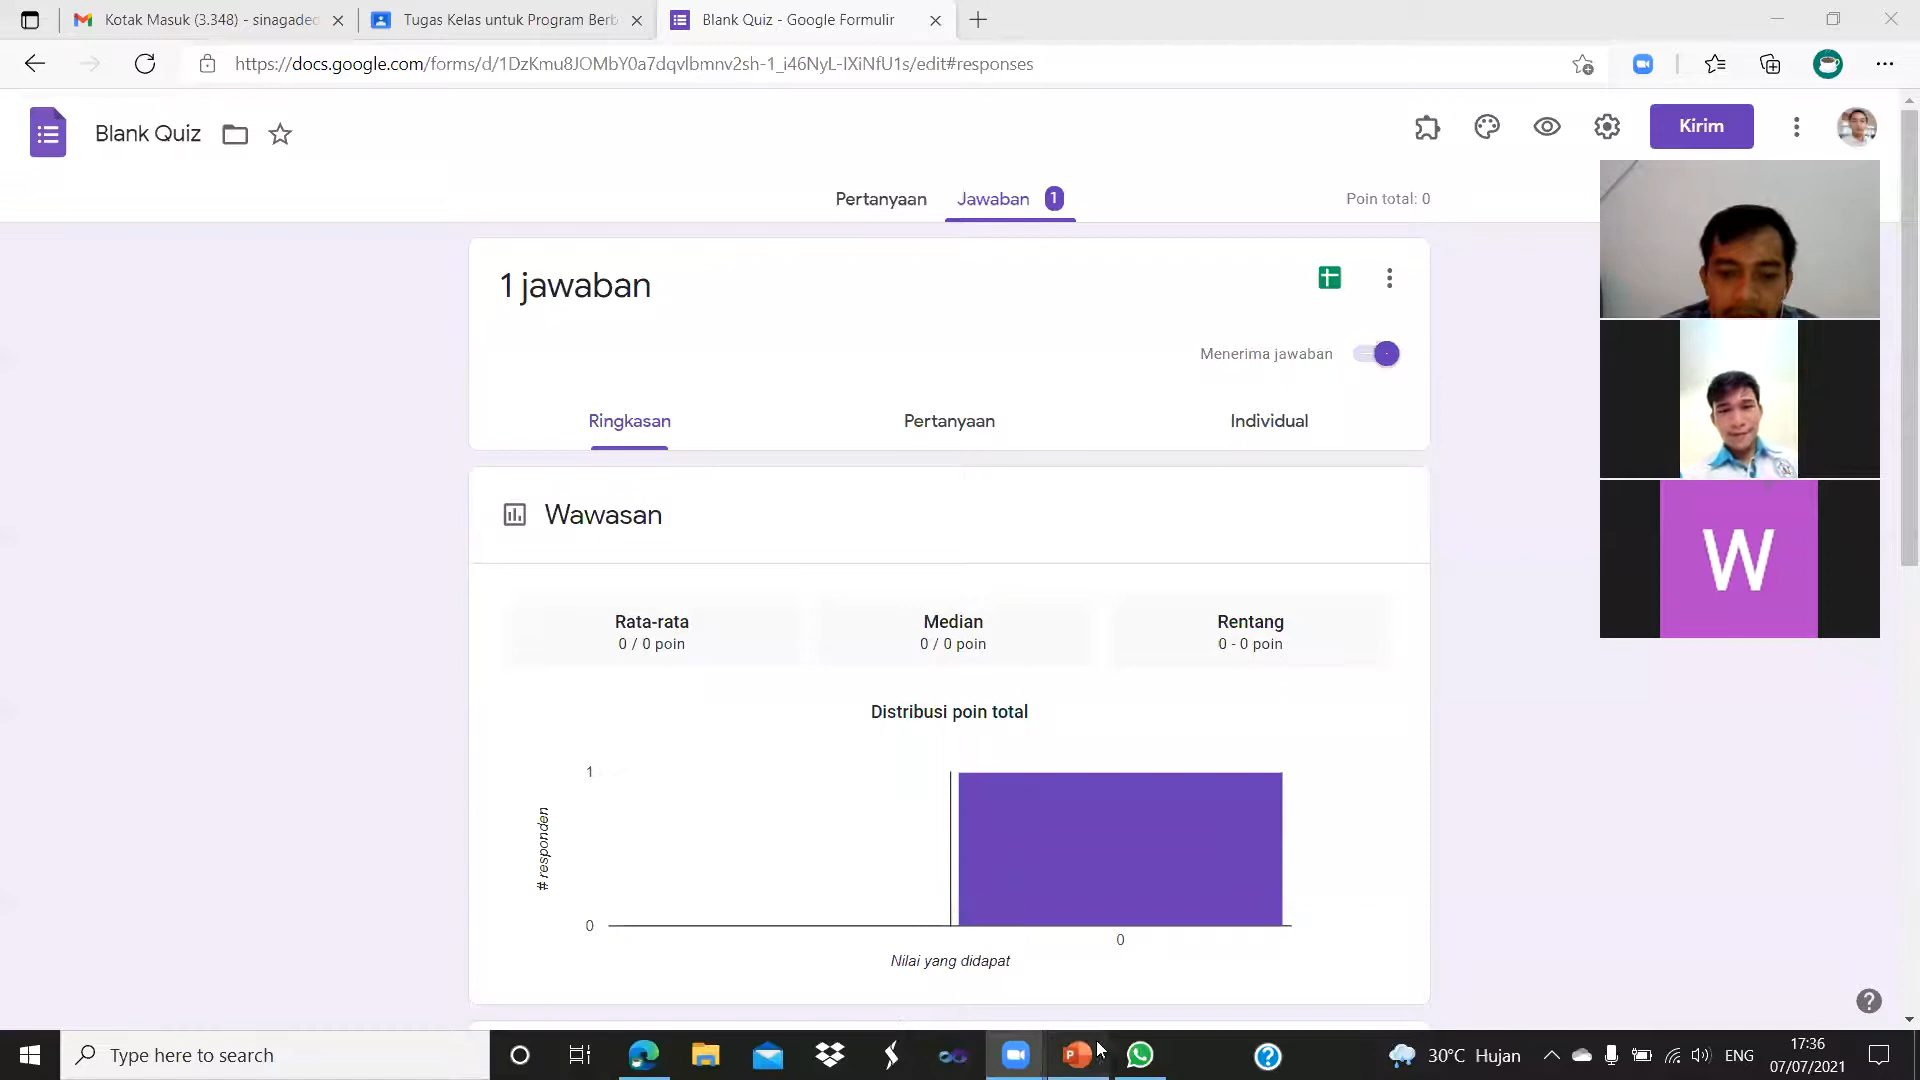 Kotak Masuk (3.348) - sinagadec
Tugas Kelas untuk Program Berb
Blank Quiz - Google Formulir
https://docs.google.com/forms/d/1DzKmu8JOMbY0a7dqvlbmnv2sh-1_i46NyL-IXiNfU1s/edit#responses
Blank Quiz
Kirim
Pertanyaan
Jawaban 1
Poin total: 0
1 jawaban
Menerima jawaban
Ringkasan
Pertanyaan
Individual
Wawasan
Rata-rata
0 / 0 poin
Median
0 / 0 poin
Rentang
0 - 0 poin
Distribusi poin total
1
# responden
0
0
Nilai yang didapat
W
Type here to search
30°C Hujan
ENG
17:36
07/07/2021